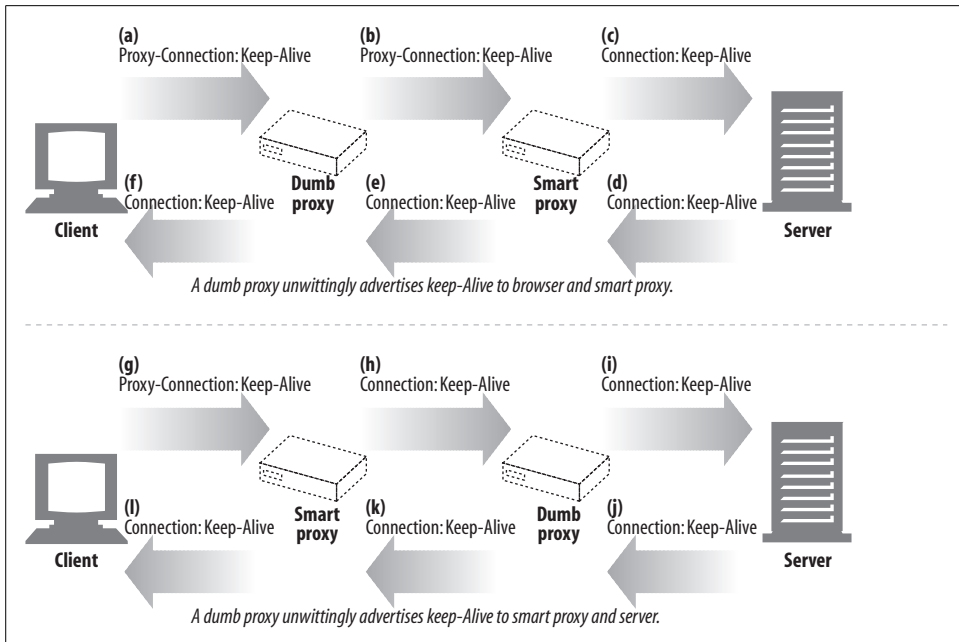 (a)
Proxy-Connection: Keep-Alive
(b)
Proxy-Connection: Keep-Alive
(c)
Connection: Keep-Alive
(f)
Connection: Keep-Alive
Dumb
proxy
(e)
Connection: Keep-Alive
Smart
proxy
(d)
Connection: Keep-Alive
Client
Server
A dumb proxy unwittingly advertises keep-Alive to browser and smart proxy.
(g)
Proxy-Connection: Keep-Alive
(h)
Connection: Keep-Alive
(i)
Connection: Keep-Alive
(l)
Connection: Keep-Alive
Smart
proxy
(k)
Connection: Keep-Alive
Dumb
proxy
(j)
Connection: Keep-Alive
Client
Server
A dumb proxy unwittingly advertises keep-Alive to smart proxy and server.